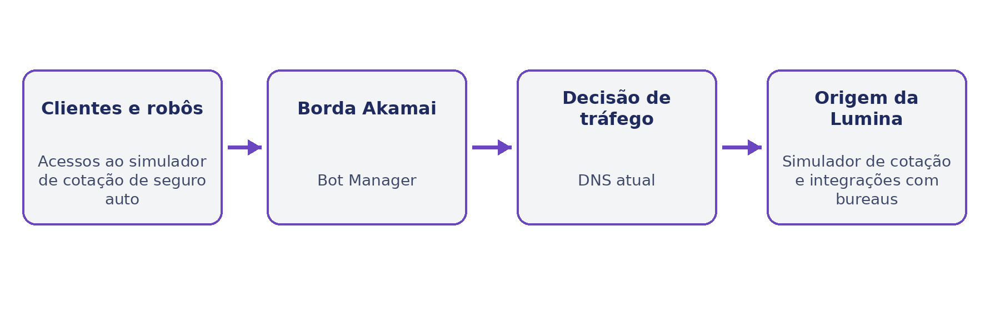 Clientes e robôs
Acessos ao simulador
de cotação de seguro
auto
Borda Akamai
Bot Manager
Decisão de
tráfego
DNS atual
Origem da
Lumina
Simulador de cotação
e integrações com
bureaus